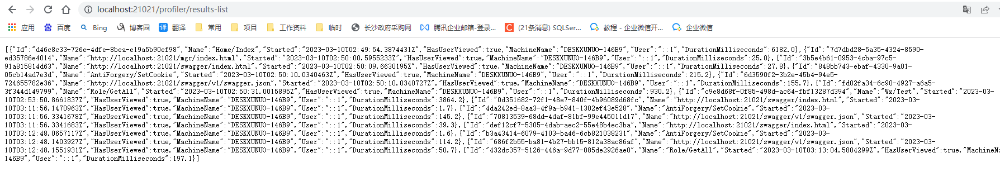 localhost:21021/profiler/results-list
应用 百度 Bing 博客园 翻译 常用 项目 工作资料 临时 长沙政府采购网 腾讯企业邮箱-登录... (21条消息) SQLSer... 教程 - 企业微信开... 企业微信
[{"Id":"d46c8c33-726e-4dfe-8bea-e19a5b90ef98","Name":"Home/Index","Started":"2023-03-10T02:49:54.3874431Z","HasUserViewed":true,"MachineName":"DESKXUNUO-146B9","User":"::1","DurationMilliseconds":6182.0},{"Id":"7d7dbd28-5a35-4324-8590-
ed35786e4014","Name":"http://localhost:21021/mgr/index.html","Started":"2023-03-10T02:50:00.5955233Z","HasUserViewed":true,"MachineName":"DESKXUNUO-146B9","User":"::1","DurationMilliseconds":25.0},{"Id":"3b5e4b61-0953-4cba-97c5-
91a815814d63","Name":"http://localhost:21021/swagger/index.html","Started":"2023-03-10T02:50:09.6630195Z","HasUserViewed":true,"MachineName":"DESKXUNUO-146B9","User":"::1","DurationMilliseconds":27.8},{"Id":"848bb743-ebaf-4330-9a01-
05cb14ad7e3d","Name":"AntiForgery/SetCookie","Started":"2023-03-10T02:50:10.0340463Z","HasUserViewed":true,"MachineName":"DESKXUNUO-146B9","User":"::1","DurationMilliseconds":215.2},{"Id":"6d3590f2-3b2e-45b4-94e5-
724655782e36","Name":"http://localhost:21021/swagger/v1/swagger.json","Started":"2023-03-10T02:50:10.0340727Z","HasUserViewed":true,"MachineName":"DESKXUNUO-146B9","User":"::1","DurationMilliseconds":155.7},{"Id":"fd02fa34-6c90-4927-a6a5-
3f344d149799","Name":"Role/GetAll","Started":"2023-03-10T02:50:31.0015895Z","HasUserViewed":true,"MachineName":"DESKXUNUO-146B9","User":"::1","DurationMilliseconds":930.2},{"Id":"c9e8d68f-0f85-498d-ac64-fbf13287d394","Name":"Wx/Test","Started":"2023-03-
10T02:53:50.8661837Z","HasUserViewed":true,"MachineName":"DESKXUNUO-146B9","User":"::1","DurationMilliseconds":3864.2},{"Id":"0d351682-72f1-48e7-840f-4b96089d68fc","Name":"http://localhost:21021/swagger/index.html","Started":"2023-03-
10T03:11:56.1470963Z","HasUserViewed":true,"MachineName":"DESKXUNUO-146B9","User":"::1","DurationMilliseconds":1.7},{"Id":"4da242ed-8aa3-4f9a-b941-1302ef43e528","Name":"AntiForgery/SetCookie","Started":"2023-03-
10T03:11:56.3341678Z","HasUserViewed":true,"MachineName":"DESKXUNUO-146B9","User":"::1","DurationMilliseconds":145.2},{"Id":"70813539-68dd-4daf-81bf-99e445011d17","Name":"http://localhost:21021/swagger/v1/swagger.json","Started":"2023-03-
10T03:11:56.3341683Z","HasUserViewed":true,"MachineName":"DESKXUNUO-146B9","User":"::1","DurationMilliseconds":39.3},{"Id":"def12cf7-5305-4dab-aec2-55e48b4ec3ba","Name":"http://localhost:21021/swagger/index.html","Started":"2023-03-
10T03:12:48.0657117Z","HasUserViewed":true,"MachineName":"DESKXUNUO-146B9","User":"::1","DurationMilliseconds":1.6},{"Id":"b3a43414-6079-4103-ba46-6cb821038231","Name":"AntiForgery/SetCookie","Started":"2023-03-
10T03:12:48.1403927Z","HasUserViewed":true,"MachineName":"DESKXUNUO-146B9","User":"::1","DurationMilliseconds":114.2},{"Id":"686f2b55-ba81-4b27-bb15-812a38ac86af","Name":"http://localhost:21021/swagger/v1/swagger.json","Started":"2023-03-
10T03:12:48.1551931Z","HasUserViewed":true,"MachineName":"DESKXUNUO-146B9","User":"::1","DurationMilliseconds":50.7},{"Id":"432dc357-5126-446a-9d77-085de2926ae0","Name":"Role/GetAll","Started":"2023-03-10T03:13:04.5804299Z","HasUserViewed":true,"MachineNa
146B9","User":"::1","DurationMilliseconds":197.1}]